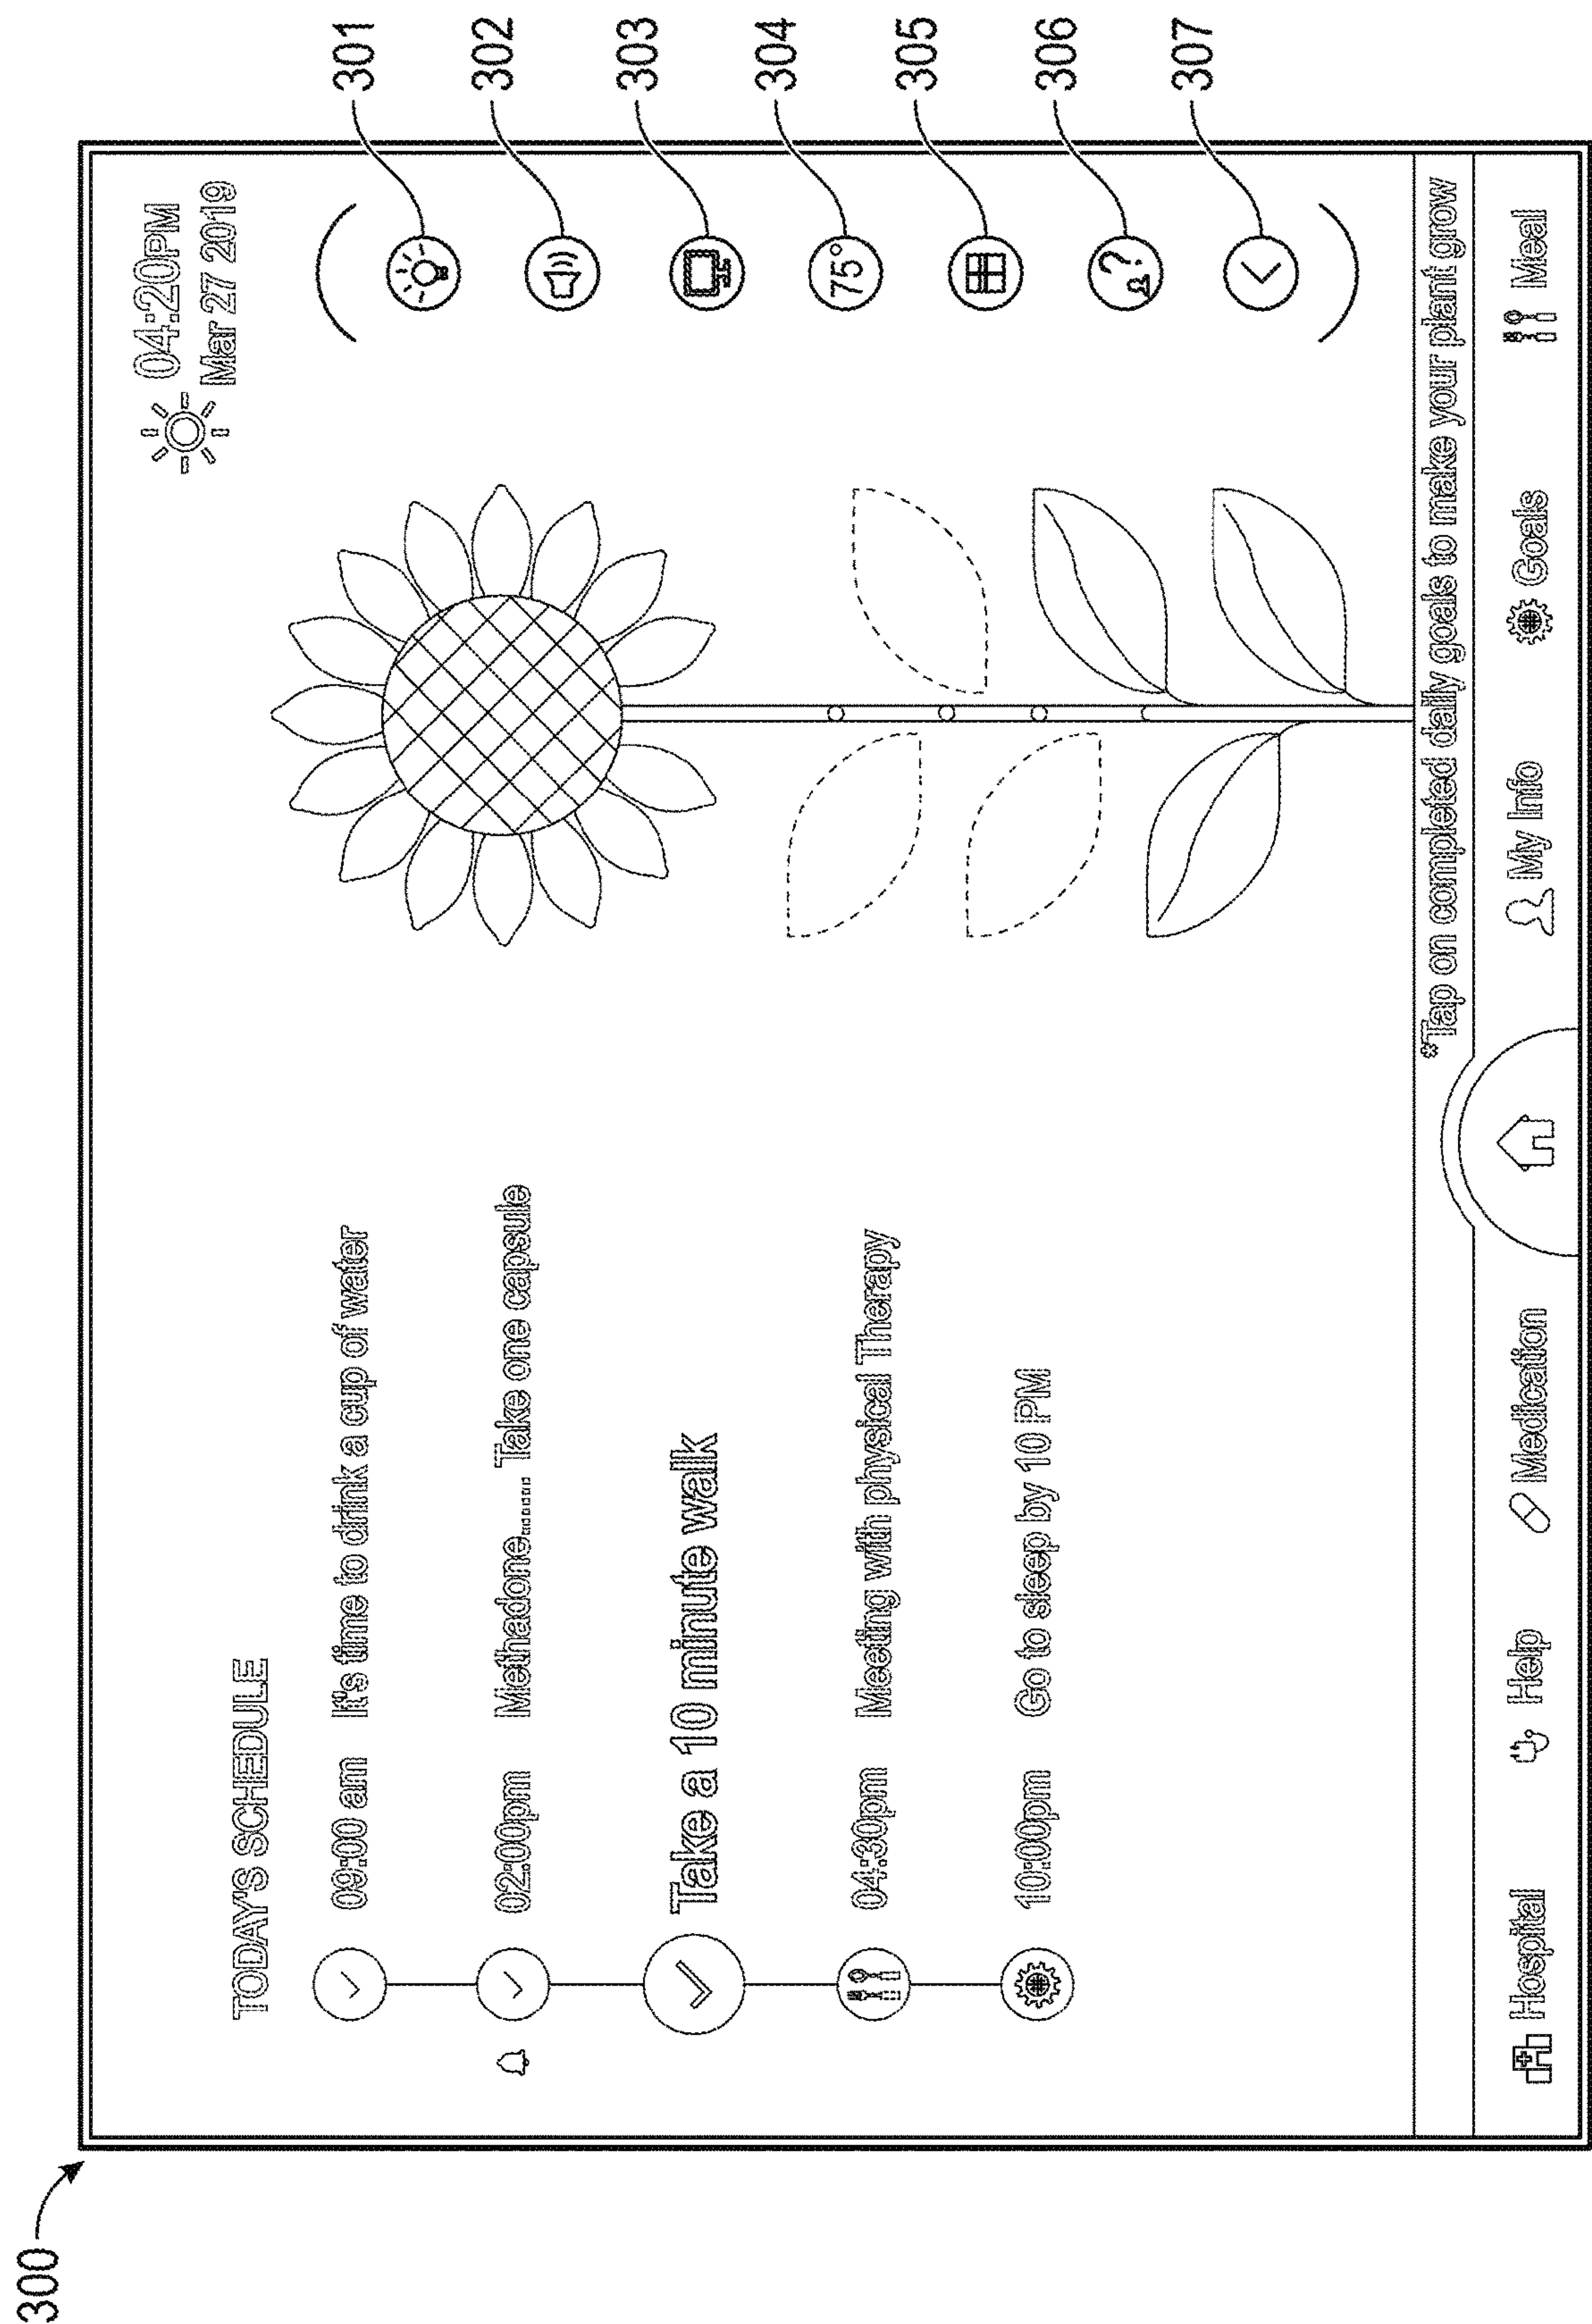 300
04:20PM
Mar 27 2019
TODAY'S SCHEDULE
09:00 am It's time to drink a cup of water
02:00pm Methadone....... Take one capsule
Take a 10 minute walk
04:30pm Meeting with physical Therapy
10:00pm Go to sleep by 10 PM
301
302
303
75° 304
305
? 306
307
*Tap on completed daily goals to make your plant grow
Hospital Help Medication My Info Goals Meal